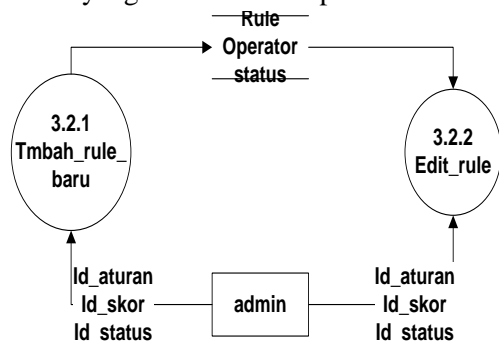 Rule
Operator
status
3.2.1
Tmbah_rule_
baru
3.2.2
Edit_rule
Id_aturan
Id_skor
Id_status
admin
Id_aturan
Id_skor
Id_status